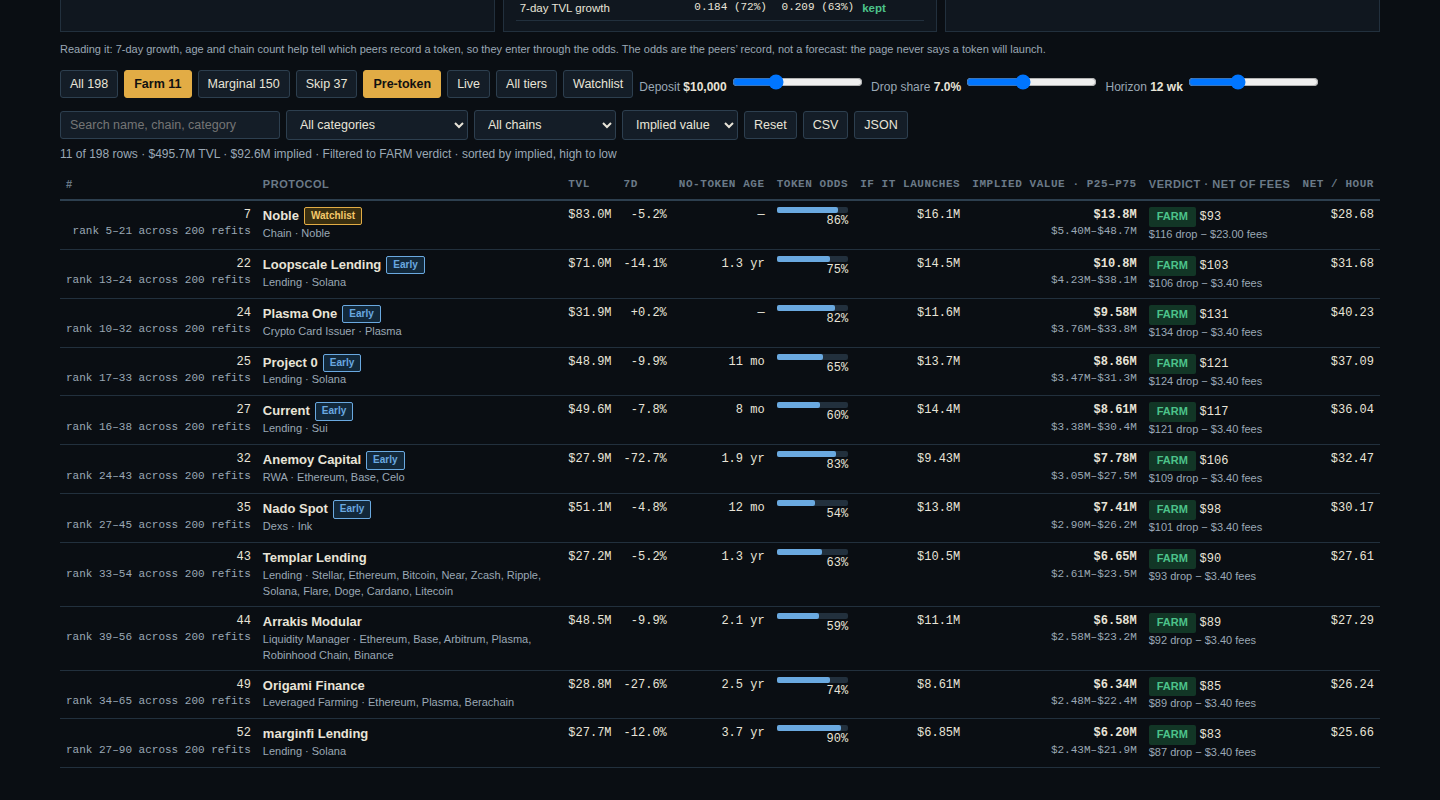 7-day TVL growth 0.184 (72%) 0.209 (63%) kept
Reading it: 7-day growth, age and chain count help tell which peers record a token, so they enter through the odds. The odds are the peers' record, not a forecast: the page never says a token will launch.
All 198 Farm 11 Marginal 150 Skip 37 Pre-token Live All tiers Watchlist Deposit $10,000 Drop share 7.0% Horizon 12 wk
Search name, chain, category All categories All chains Implied value Reset CSV JSON
11 of 198 rows · $495.7M TVL · $92.6M implied · Filtered to FARM verdict · sorted by implied, high to low
# PROTOCOL TVL 7D NO-TOKEN AGE TOKEN ODDS IF IT LAUNCHES IMPLIED VALUE · P25–P75 VERDICT · NET OF FEES NET / HOUR
7 Noble Watchlist $83.0M -5.2% — 86% $16.1M $13.8M FARM $93 $28.68
rank 5–21 across 200 refits Chain · Noble $5.40M–$48.7M $116 drop − $23.00 fees
22 Loopscale Lending Early $71.0M -14.1% 1.3 yr 75% $14.5M $10.8M FARM $103 $31.68
rank 13–24 across 200 refits Lending · Solana $4.23M–$38.1M $106 drop − $3.40 fees
24 Plasma One Early $31.9M +0.2% — 82% $11.6M $9.58M FARM $131 $40.23
rank 10–32 across 200 refits Crypto Card Issuer · Plasma $3.76M–$33.8M $134 drop − $3.40 fees
25 Project 0 Early $48.9M -9.9% 11 mo 65% $13.7M $8.86M FARM $121 $37.09
rank 17–33 across 200 refits Lending · Solana $3.47M–$31.3M $124 drop − $3.40 fees
27 Current Early $49.6M -7.8% 8 mo 60% $14.4M $8.61M FARM $117 $36.04
rank 16–38 across 200 refits Lending · Sui $3.38M–$30.4M $121 drop − $3.40 fees
32 Anemoy Capital Early $27.9M -72.7% 1.9 yr 83% $9.43M $7.78M FARM $106 $32.47
rank 24–43 across 200 refits RWA · Ethereum, Base, Celo $3.05M–$27.5M $109 drop − $3.40 fees
35 Nado Spot Early $51.1M -4.8% 12 mo 54% $13.8M $7.41M FARM $98 $30.17
rank 27–45 across 200 refits Dexs · Ink $2.90M–$26.2M $101 drop − $3.40 fees
43 Templar Lending $27.2M -5.2% 1.3 yr 63% $10.5M $6.65M FARM $90 $27.61
rank 33–54 across 200 refits Lending · Stellar, Ethereum, Bitcoin, Near, Zcash, Ripple, $2.61M–$23.5M $93 drop − $3.40 fees
Solana, Flare, Doge, Cardano, Litecoin
44 Arrakis Modular $48.5M -9.9% 2.1 yr 59% $11.1M $6.58M FARM $89 $27.29
rank 39–56 across 200 refits Liquidity Manager · Ethereum, Base, Arbitrum, Plasma, $2.58M–$23.2M $92 drop − $3.40 fees
Robinhood Chain, Binance
49 Origami Finance $28.8M -27.6% 2.5 yr 74% $8.61M $6.34M FARM $85 $26.24
rank 34–65 across 200 refits Leveraged Farming · Ethereum, Plasma, Berachain $2.48M–$22.4M $89 drop − $3.40 fees
52 marginfi Lending $27.7M -12.0% 3.7 yr 90% $6.85M $6.20M FARM $83 $25.66
rank 27–90 across 200 refits Lending · Solana $2.43M–$21.9M $87 drop − $3.40 fees